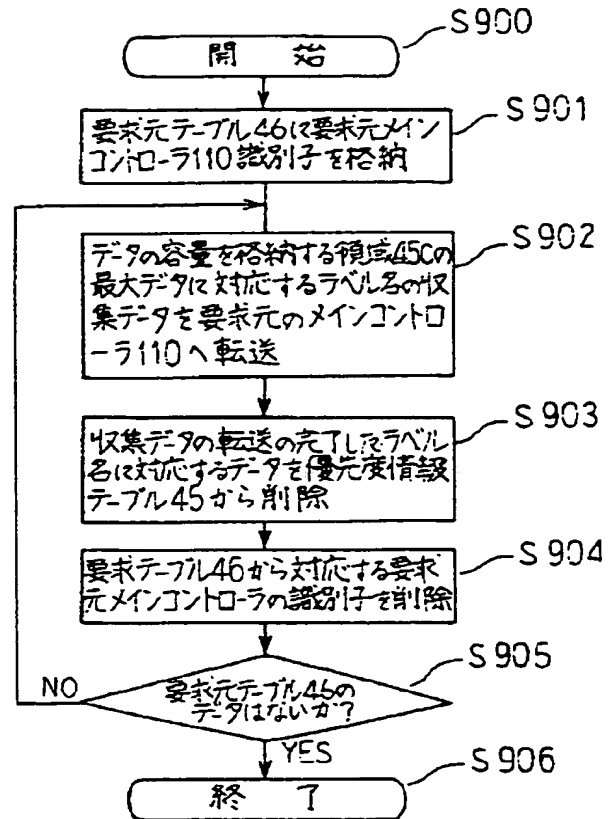 S900
開始
S901
要求元テーブル46に要求元メイン
コントローラ110識別子を格納
S902
データの容量を格納する領域45Cの
最大データに対応するラベル名の収
集データを要求元のメインコントロ
ーラ110へ転送
S903
収集データの転送の完了したラベル
名に対応するデータを優先度情報
テーブル45から削除
S904
要求テーブル46から対応する要求
元メインコントローラの識別子を削除
S905
NO
要求元テーブル46の
データはないか?
YES
S906
終了